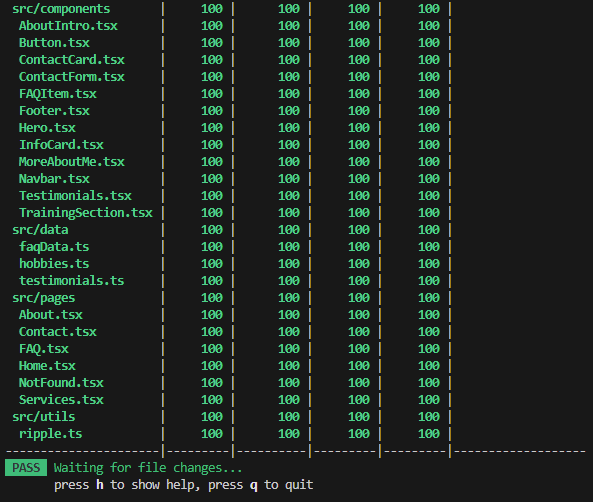 src/components | 100 | 100 | 100 | 100 |
AboutIntro.tsx | 100 | 100 | 100 | 100 |
Button.tsx | 100 | 100 | 100 | 100 |
ContactCard.tsx | 100 | 100 | 100 | 100 |
ContactForm.tsx | 100 | 100 | 100 | 100 |
FAQItem.tsx | 100 | 100 | 100 | 100 |
Footer.tsx | 100 | 100 | 100 | 100 |
Hero.tsx | 100 | 100 | 100 | 100 |
InfoCard.tsx | 100 | 100 | 100 | 100 |
MoreAboutMe.tsx | 100 | 100 | 100 | 100 |
Navbar.tsx | 100 | 100 | 100 | 100 |
Testimonials.tsx | 100 | 100 | 100 | 100 |
TrainingSection.tsx | 100 | 100 | 100 | 100 |
src/data | 100 | 100 | 100 | 100 |
faqData.ts | 100 | 100 | 100 | 100 |
hobbies.ts | 100 | 100 | 100 | 100 |
testimonials.ts | 100 | 100 | 100 | 100 |
src/pages | 100 | 100 | 100 | 100 |
About.tsx | 100 | 100 | 100 | 100 |
Contact.tsx | 100 | 100 | 100 | 100 |
FAQ.tsx | 100 | 100 | 100 | 100 |
Home.tsx | 100 | 100 | 100 | 100 |
NotFound.tsx | 100 | 100 | 100 | 100 |
Services.tsx | 100 | 100 | 100 | 100 |
src/utils | 100 | 100 | 100 | 100 |
ripple.ts | 100 | 100 | 100 | 100 |
----------------------|---------|----------|---------|---------|-------------------
PASS Waiting for file changes...
press h to show help, press q to quit